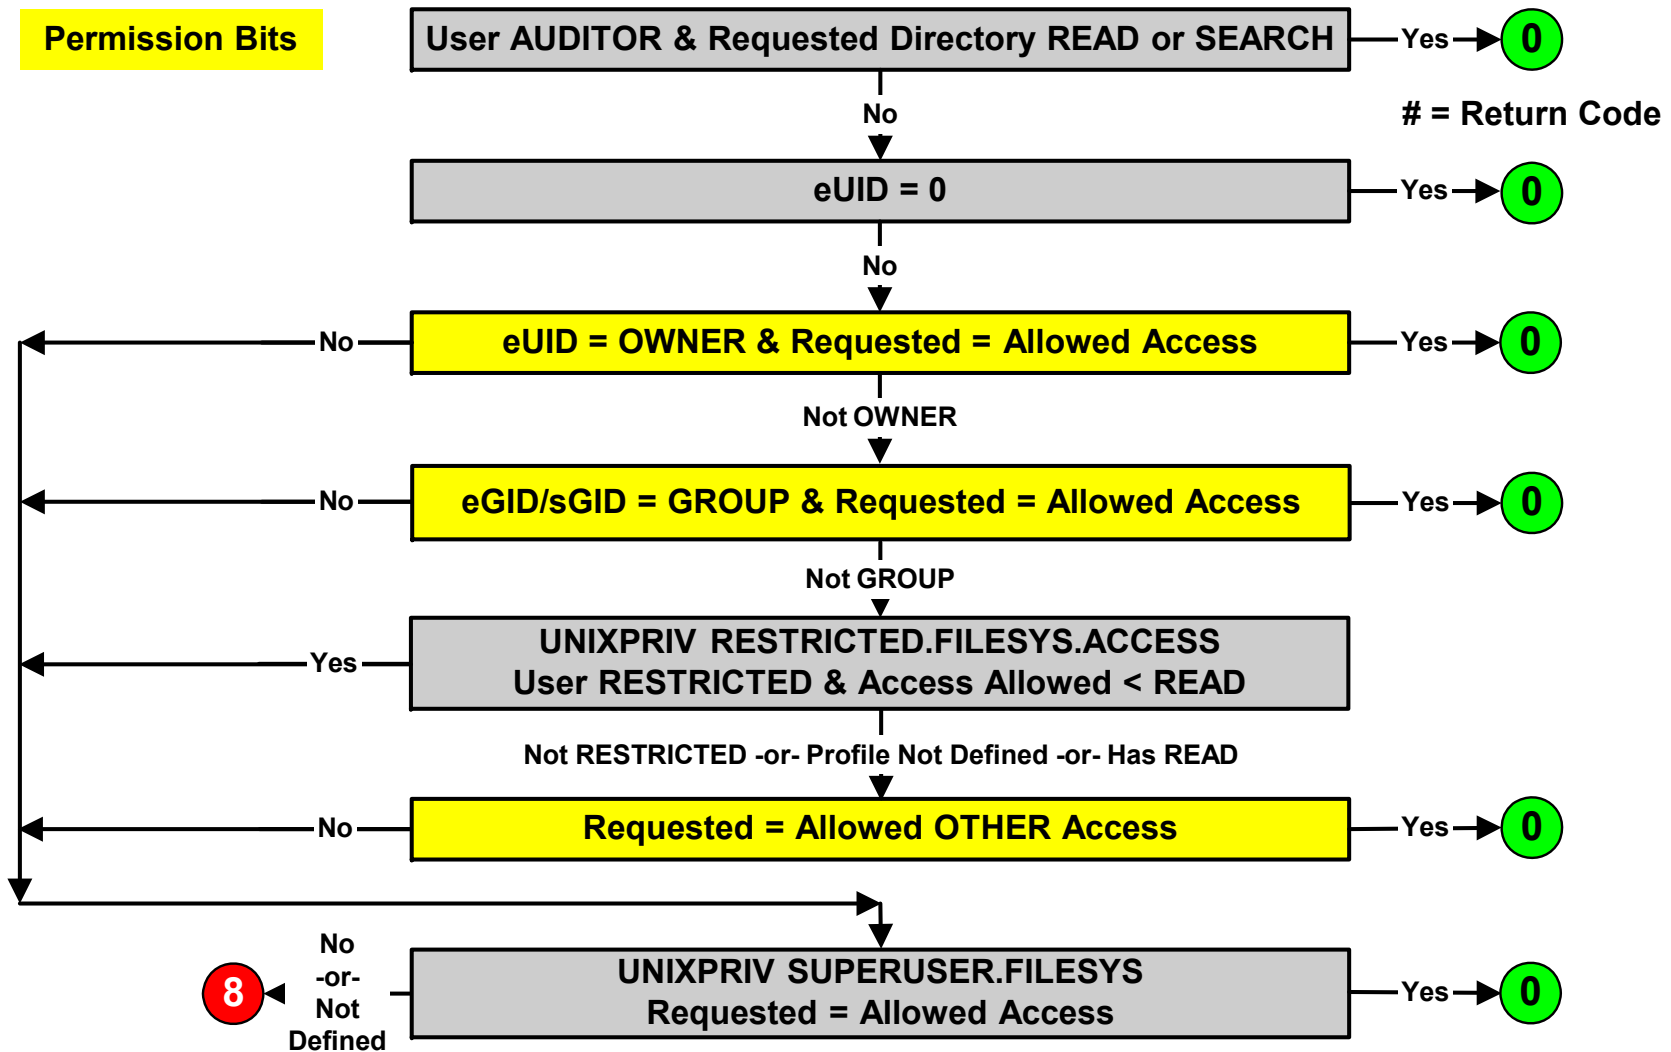 Permission Bits
User AUDITOR & Requested Directory READ or SEARCH
Yes
0
No
# = Return Code
eUID = 0
Yes
0
No
No
eUID = OWNER & Requested = Allowed Access
Yes
0
Not OWNER
No
eGID/sGID = GROUP & Requested = Allowed Access
Yes
0
Not GROUP
Yes
UNIXPRIV RESTRICTED.FILESYS.ACCESS
User RESTRICTED & Access Allowed < READ
Not RESTRICTED -or- Profile Not Defined -or- Has READ
No
Requested = Allowed OTHER Access
Yes
0
8
No
-or-
Not
Defined
UNIXPRIV SUPERUSER.FILESYS
Requested = Allowed Access
Yes
0